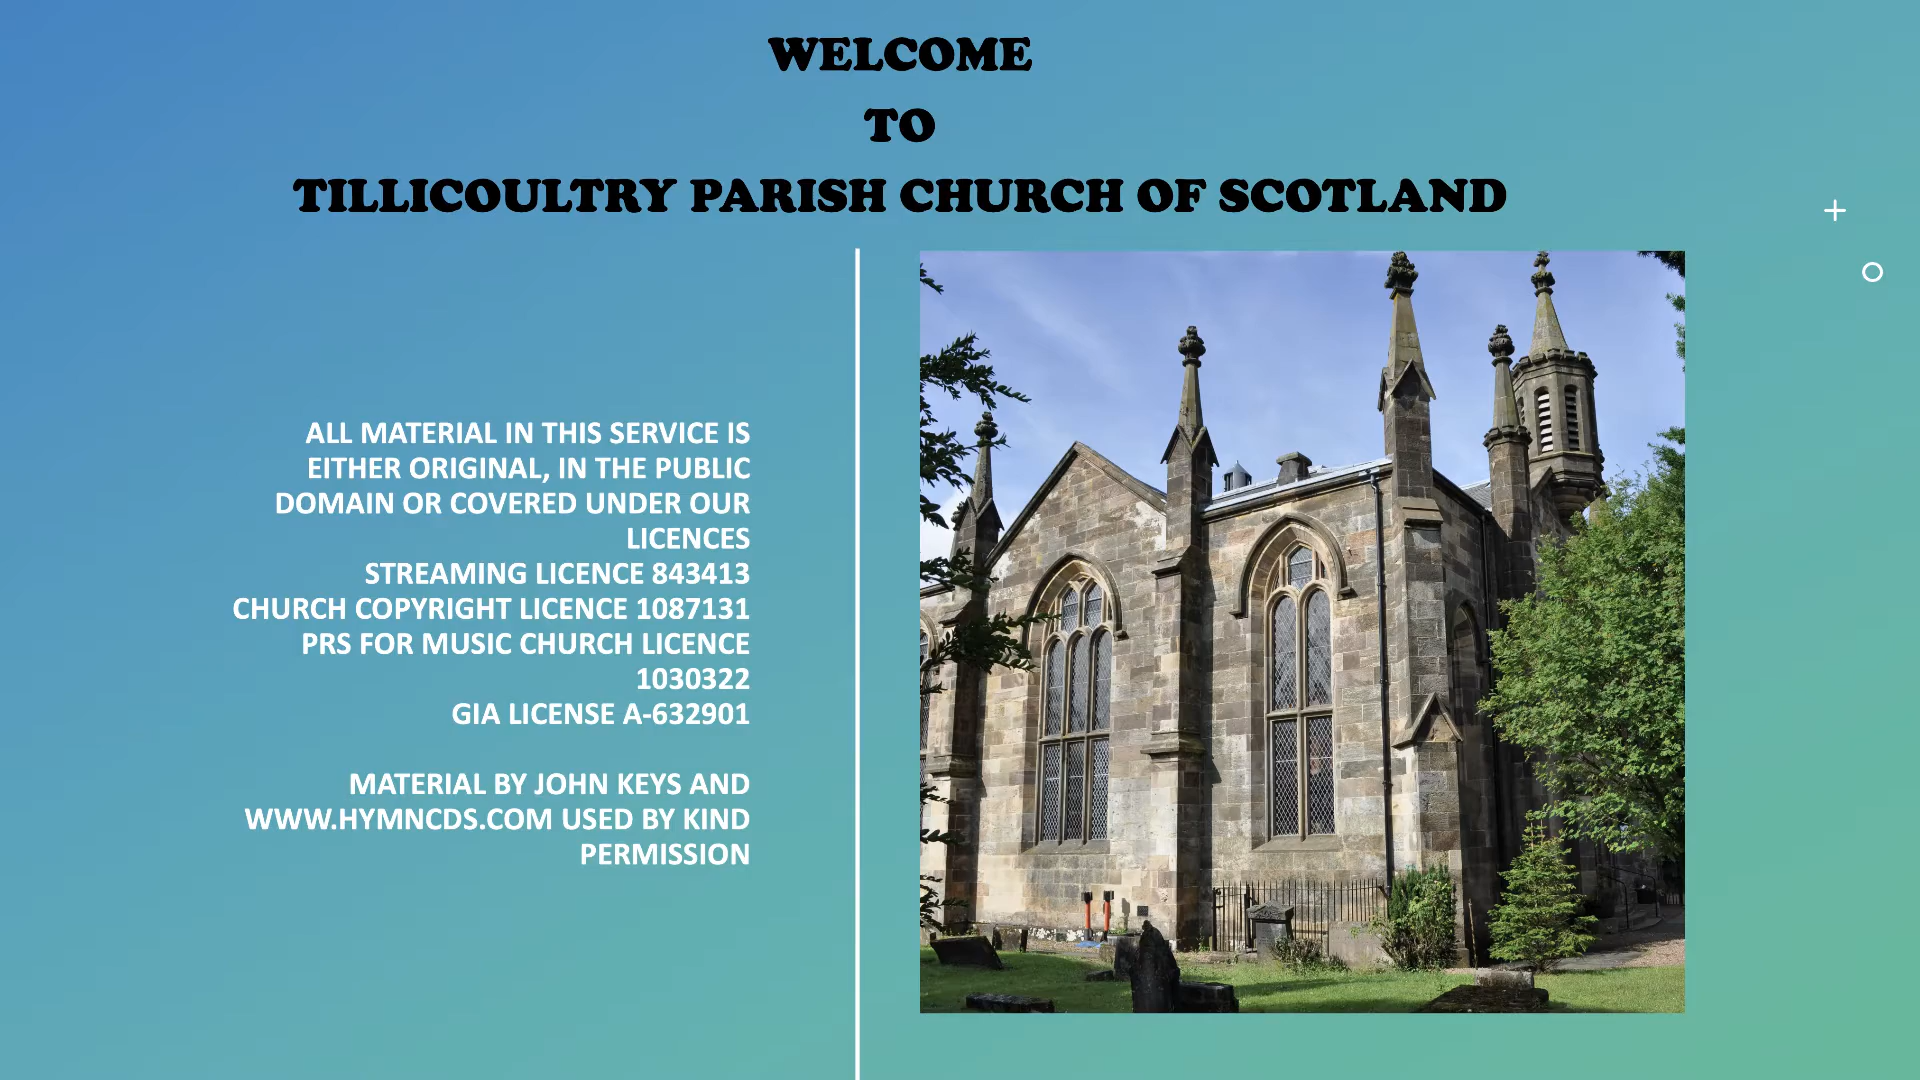 WELCOME
TO
TILLICOULTRY PARISH CHURCH OF SCOTLAND
ALL MATERIAL IN THIS SERVICE IS
EITHER ORIGINAL, IN THE PUBLIC
DOMAIN OR COVERED UNDER OUR
LICENCES
STREAMING LICENCE 843413
CHURCH COPYRIGHT LICENCE 1087131
PRS FOR MUSIC CHURCH LICENCE
1030322
GIA LICENSE A-632901
MATERIAL BY JOHN KEYS AND
WWW.HYMNCDS.COM USED BY KIND
PERMISSION